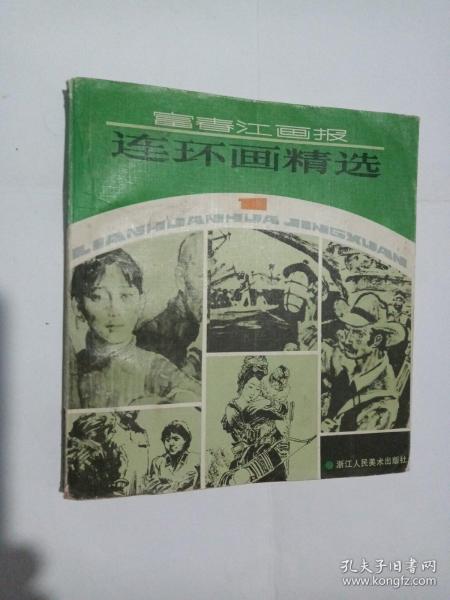 富春江画报
连环画精选
1
LIANHUANHUA JINGXUAN
浙江人民美术出版社
孔夫子旧书网
www.kongfz.com